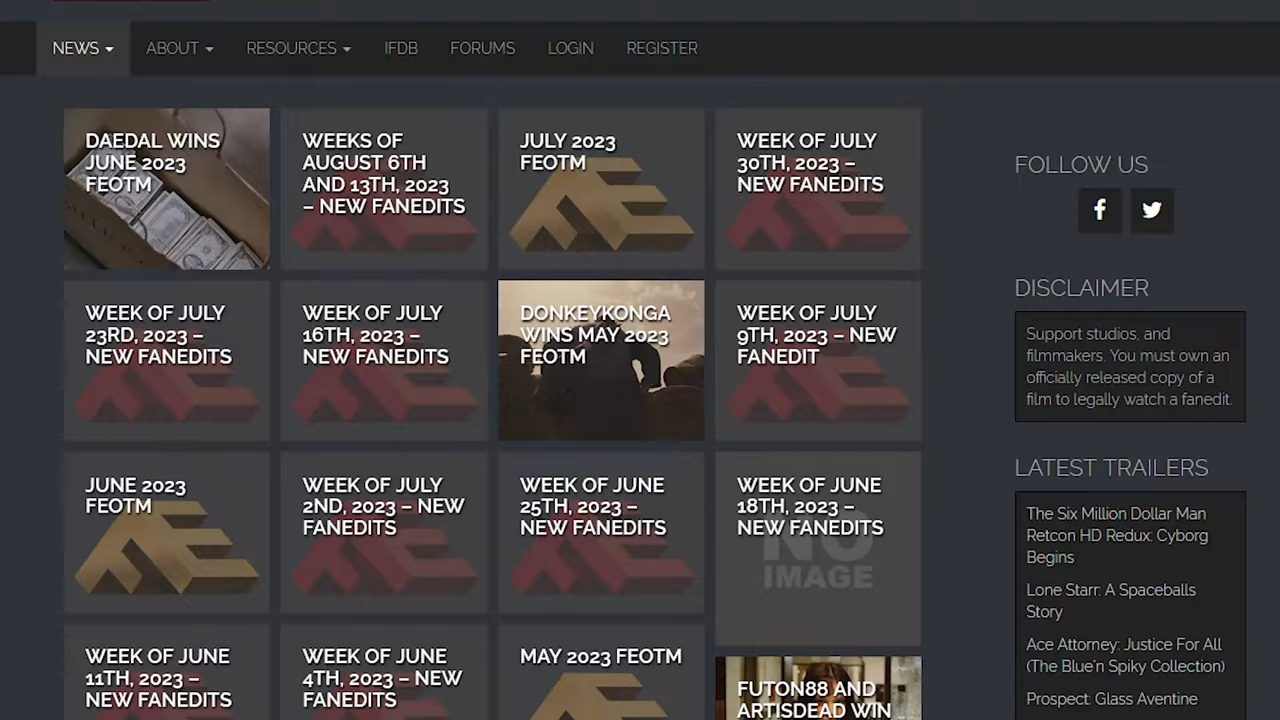 NEWS
ABOUT
RESOURCES
IFDB
FORUMS
LOGIN
REGISTER
DAEDAL WINS
JUNE 2023
FEOTM
WEEKS OF
AUGUST 6TH
AND 13TH, 2023
– NEW FANEDITS
JULY 2023
FEOTM
WEEK OF JULY
30TH, 2023 –
NEW FANEDITS
WEEK OF JULY
23RD, 2023 –
NEW FANEDITS
WEEK OF JULY
16TH, 2023 –
NEW FANEDITS
DONKEYKONGA
WINS MAY 2023
FEOTM
WEEK OF JULY
9TH, 2023 – NEW
FANEDIT
JUNE 2023
FEOTM
WEEK OF JULY
2ND, 2023 – NEW
FANEDITS
WEEK OF JUNE
25TH, 2023 –
NEW FANEDITS
WEEK OF JUNE
18TH, 2023 –
NEW FANEDITS
NO
IMAGE
WEEK OF JUNE
11TH, 2023 –
NEW FANEDITS
WEEK OF JUNE
4TH, 2023 – NEW
FANEDITS
MAY 2023 FEOTM
FUTON88 AND
ARTISDEAD WIN
FOLLOW US
DISCLAIMER
Support studios, and
filmmakers. You must own an
officially released copy of a
film to legally watch a fanedit.
LATEST TRAILERS
The Six Million Dollar Man
Retcon HD Redux: Cyborg
Begins
Lone Starr: A Spaceballs
Story
Ace Attorney: Justice For All
(The Blue'n Spiky Collection)
Prospect: Glass Aventine